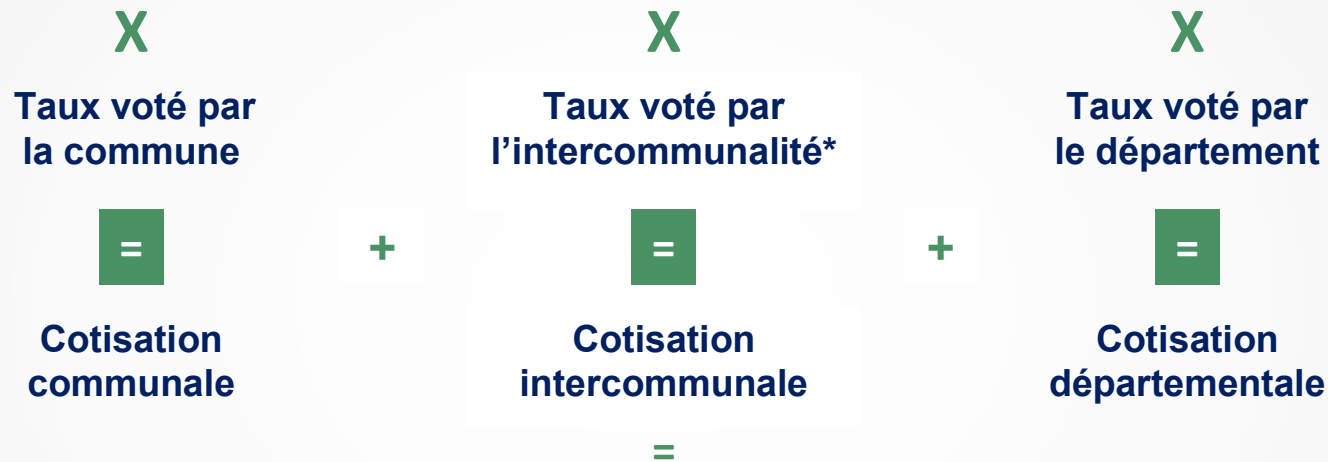 X X X
Taux voté par Taux voté par Taux voté par
la commune l’intercommunalité* le département
= + = + =
Cotisation Cotisation Cotisation
communale intercommunale départementale
=